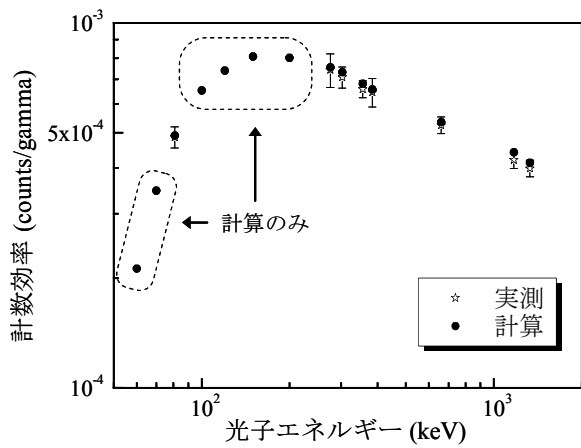 10⁻³
5x10⁻⁴
10⁻⁴
計数効率 (counts/gamma)
計算のみ
☆ 実測
● 計算
10²
10³
光子エネルギー (keV)